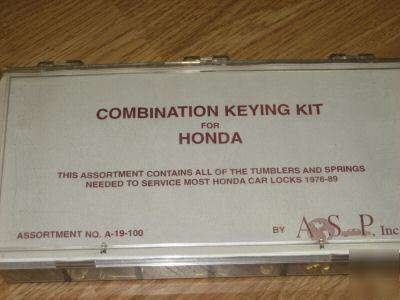 COMBINATION KEYING KIT
FOR
HONDA
THIS ASSORTMENT CONTAINS ALL OF THE TUMBLERS AND SPRINGS
NEEDED TO SERVICE MOST HONDA CAR LOCKS 1976-89
ASSORTMENT NO. A-19-100
BY A.S.P., Inc